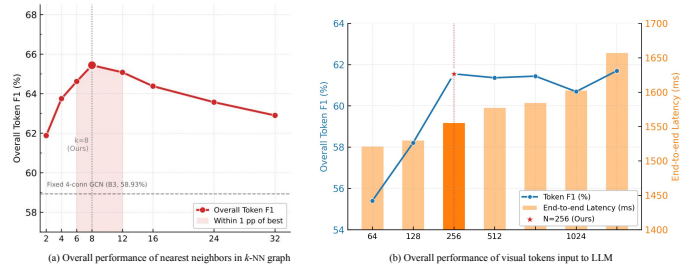 68
66
64
62
60
58
Overall Token F1 (%)
k=8
(Ours)
Fixed 4-conn GCN (B3, 58.93%)
Overall Token F1
Within 1 pp of best
2 4 6 8 12 16 24 32
(a) Overall performance of nearest neighbors in k-NN graph
64
62
60
58
56
54
Overall Token F1 (%)
1700
1650
1600
1550
1500
1450
1400
End-to-end Latency (ms)
Token F1 (%)
End-to-end Latency (ms)
N=256 (Ours)
64 128 256 512 1024
(b) Overall performance of visual tokens input to LLM